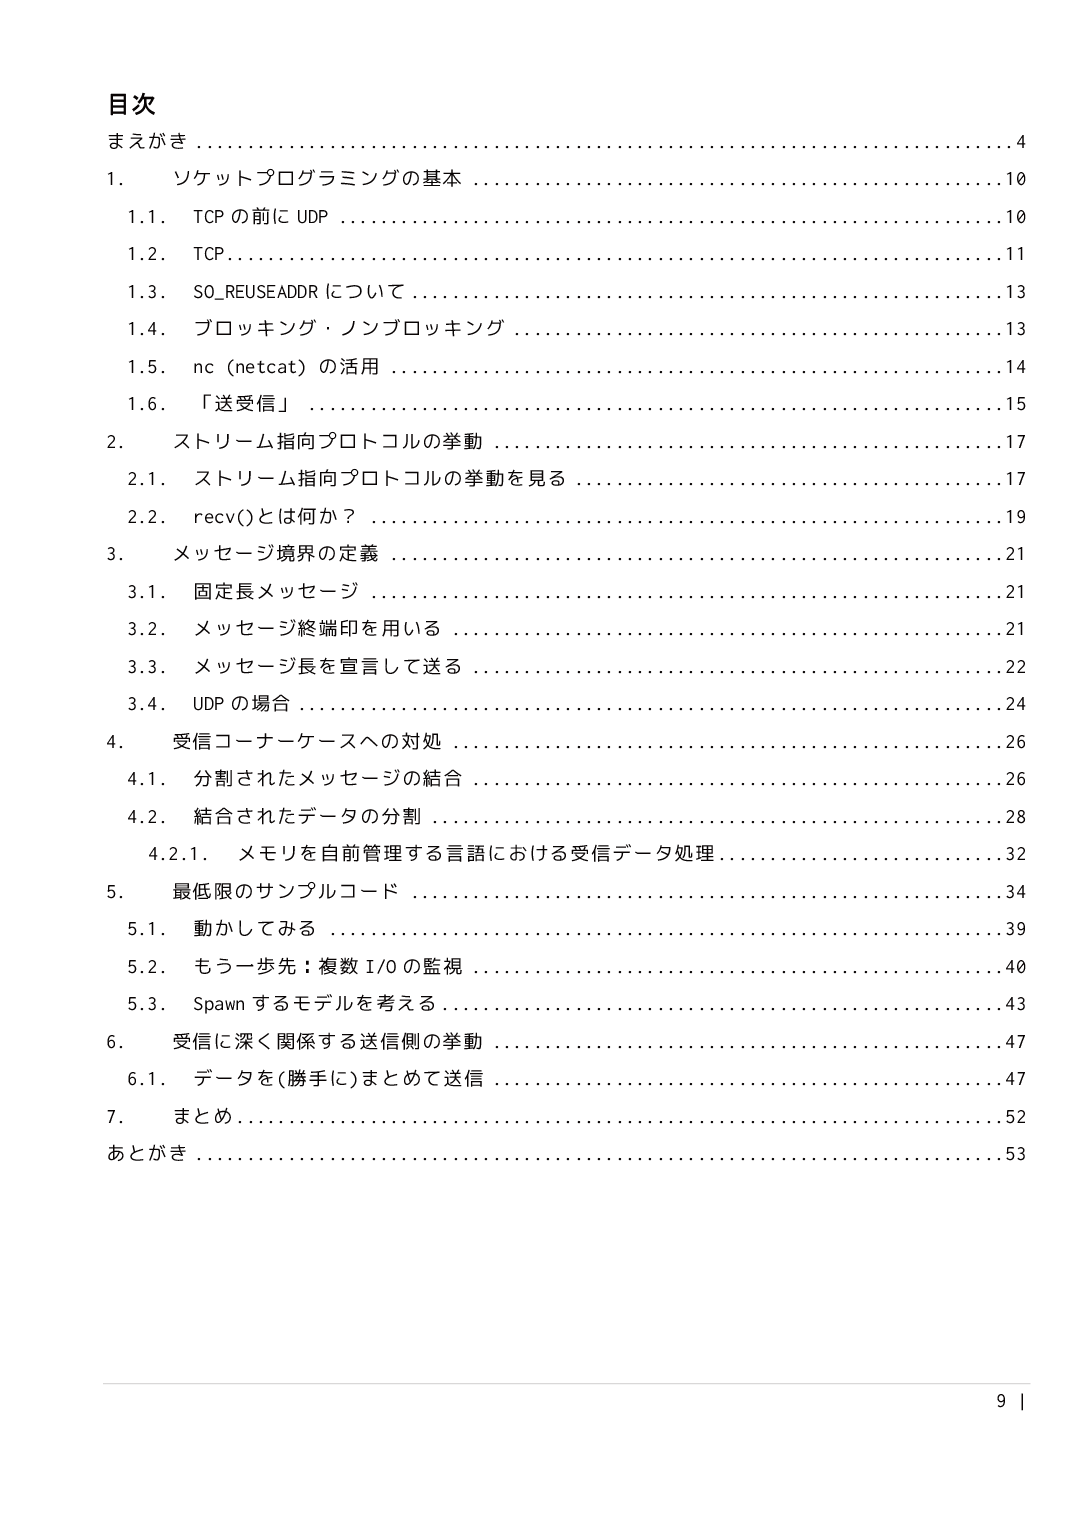 目次
まえがき ................................................................................ 4
1. ソケットプログラミングの基本 .................................................... 10
1.1. TCP の前に UDP ................................................................. 10
1.2. TCP ............................................................................ 11
1.3. SO_REUSEADDR について .......................................................... 13
1.4. ブロッキング・ノンブロッキング ................................................ 13
1.5. nc (netcat) の活用 ............................................................ 14
1.6. 「送受信」 .................................................................... 15
2. ストリーム指向プロトコルの挙動 .................................................. 17
2.1. ストリーム指向プロトコルの挙動を見る .......................................... 17
2.2. recv()とは何か？ .............................................................. 19
3. メッセージ境界の定義 ............................................................ 21
3.1. 固定長メッセージ .............................................................. 21
3.2. メッセージ終端印を用いる ...................................................... 21
3.3. メッセージ長を宣言して送る .................................................... 22
3.4. UDP の場合 .................................................................... 24
4. 受信コーナーケースへの対処 ...................................................... 26
4.1. 分割されたメッセージの結合 .................................................... 26
4.2. 結合されたデータの分割 ........................................................ 28
4.2.1. メモリを自前管理する言語における受信データ処理 ............................ 32
5. 最低限のサンプルコード .......................................................... 34
5.1. 動かしてみる .................................................................. 39
5.2. もう一歩先：複数 I/O の監視 ................................................... 40
5.3. Spawn するモデルを考える ...................................................... 43
6. 受信に深く関係する送信側の挙動 .................................................. 47
6.1. データを(勝手に)まとめて送信 .................................................. 47
7. まとめ .......................................................................... 52
あとがき ............................................................................... 53
9 |